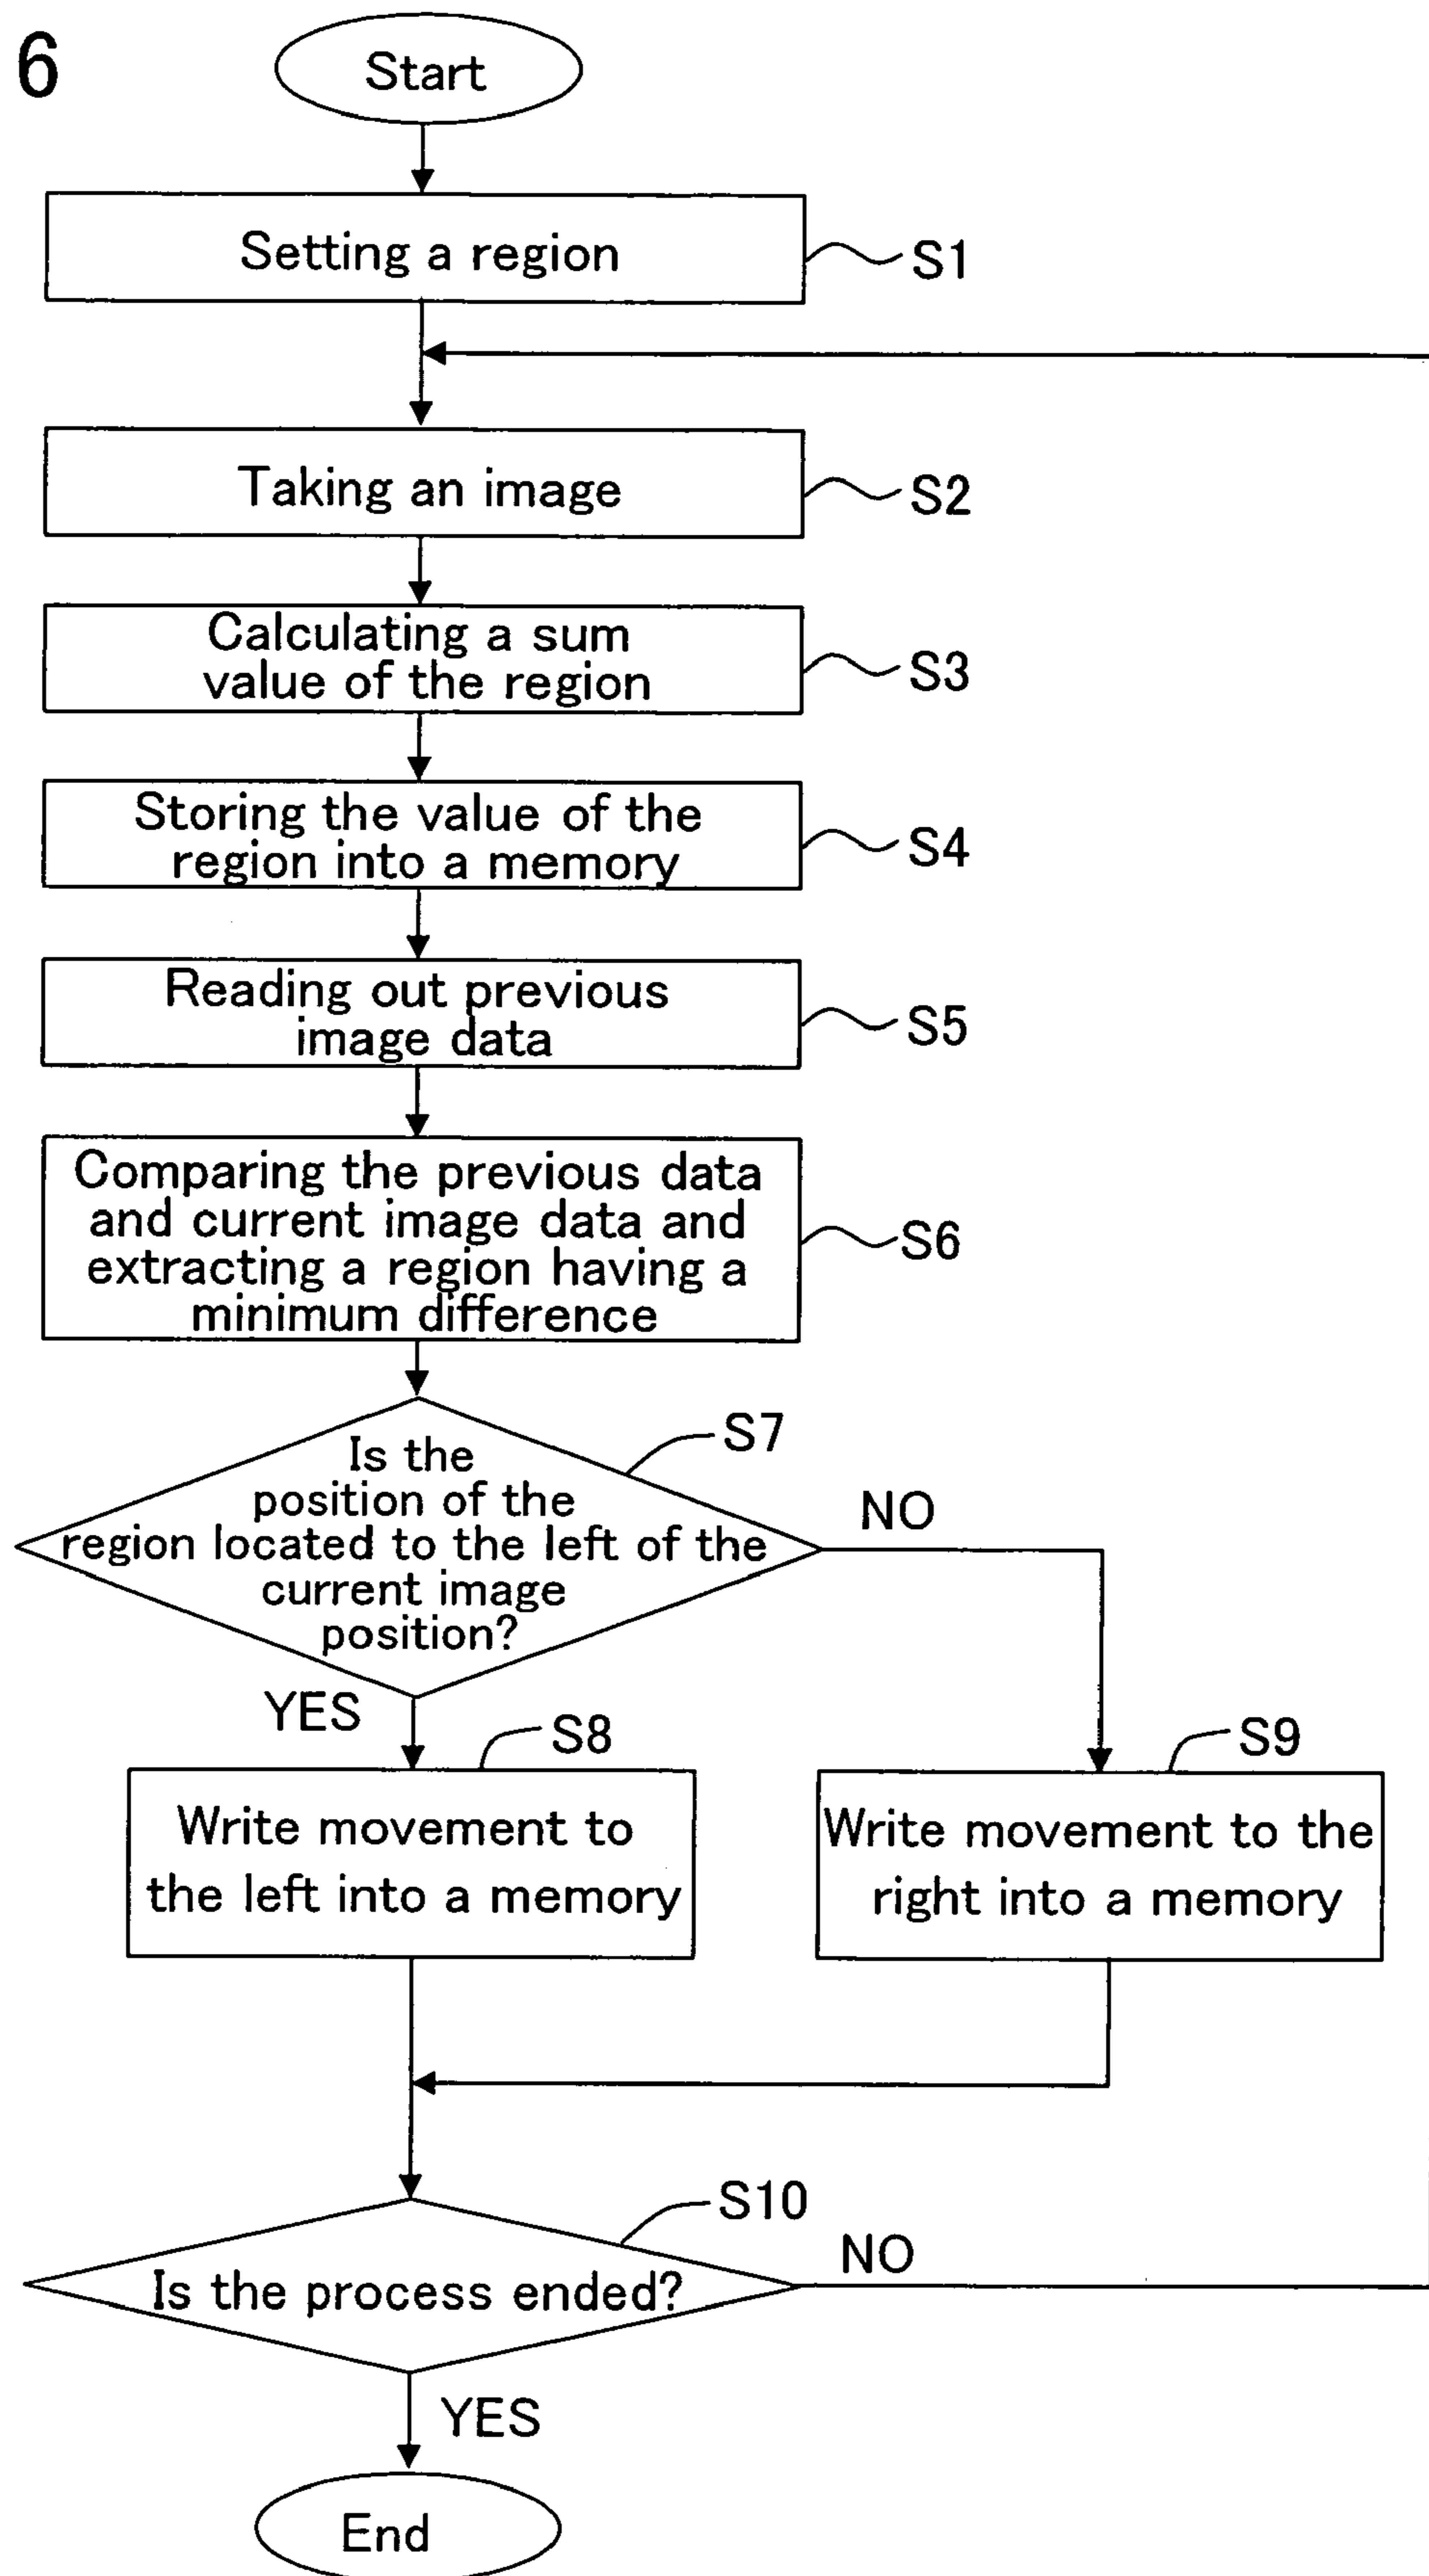 6
Start
Setting a region
S1
Taking an image
S2
Calculating a sum
value of the region
S3
Storing the value of the
region into a memory
S4
Reading out previous
image data
S5
Comparing the previous data
and current image data and
extracting a region having a
minimum difference
S6
S7
Is the
position of the
region located to the left of the
current image
position?
NO
YES
S8
Write movement to
the left into a memory
S9
Write movement to the
right into a memory
S10
Is the process ended?
NO
YES
End